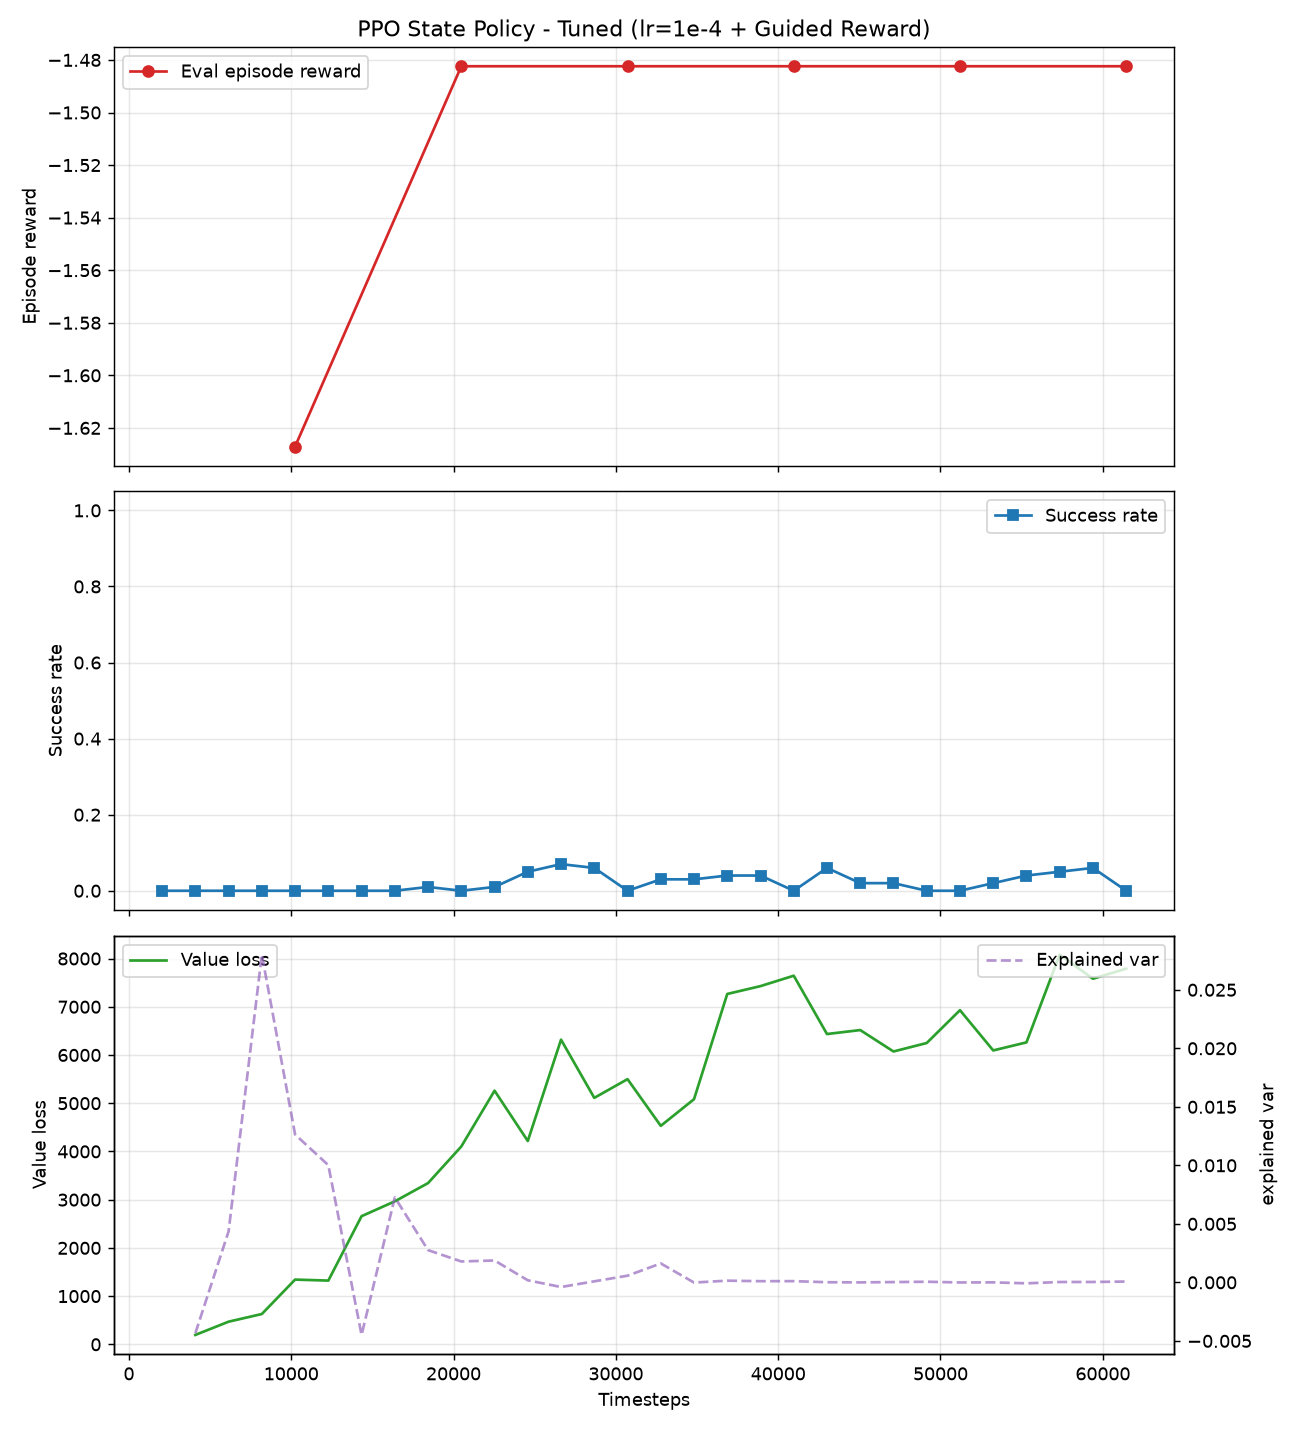 PPO State Policy - Tuned (lr=1e-4 + Guided Reward)
Eval episode reward
Episode reward
−1.48
−1.50
−1.52
−1.54
−1.56
−1.58
−1.60
−1.62
Success rate
Success rate
1.0
0.8
0.6
0.4
0.2
0.0
Value loss
Explained var
Value loss
8000
7000
6000
5000
4000
3000
2000
1000
0
0.025
0.020
0.015
0.010
0.005
0.000
−0.005
explained var
0 10000 20000 30000 40000 50000 60000
Timesteps